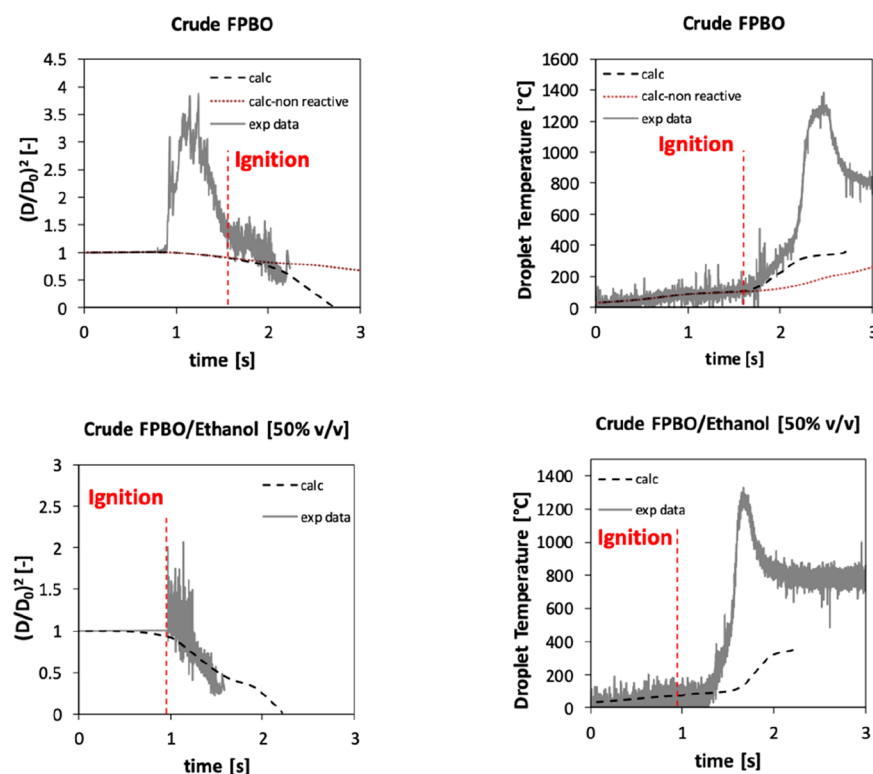 Crude FPBO
4.5
4
3.5
3
2.5
2
1.5
1
0.5
0
(D/D0)² [-]
calc
calc-non reactive
exp data
Ignition
0 1 2 3
time [s]
Crude FPBO
1600
1400
1200
1000
800
600
400
200
0
Droplet Temperature [°C]
calc
calc-non reactive
exp data
Ignition
0 1 2 3
time [s]
Crude FPBO/Ethanol [50% v/v]
3
2.5
2
1.5
1
0.5
0
(D/D0)² [-]
calc
exp data
Ignition
0 1 2 3
time [s]
Crude FPBO/Ethanol [50% v/v]
1400
1200
1000
800
600
400
200
0
Droplet Temperature [°C]
calc
exp data
Ignition
0 1 2 3
time [s]